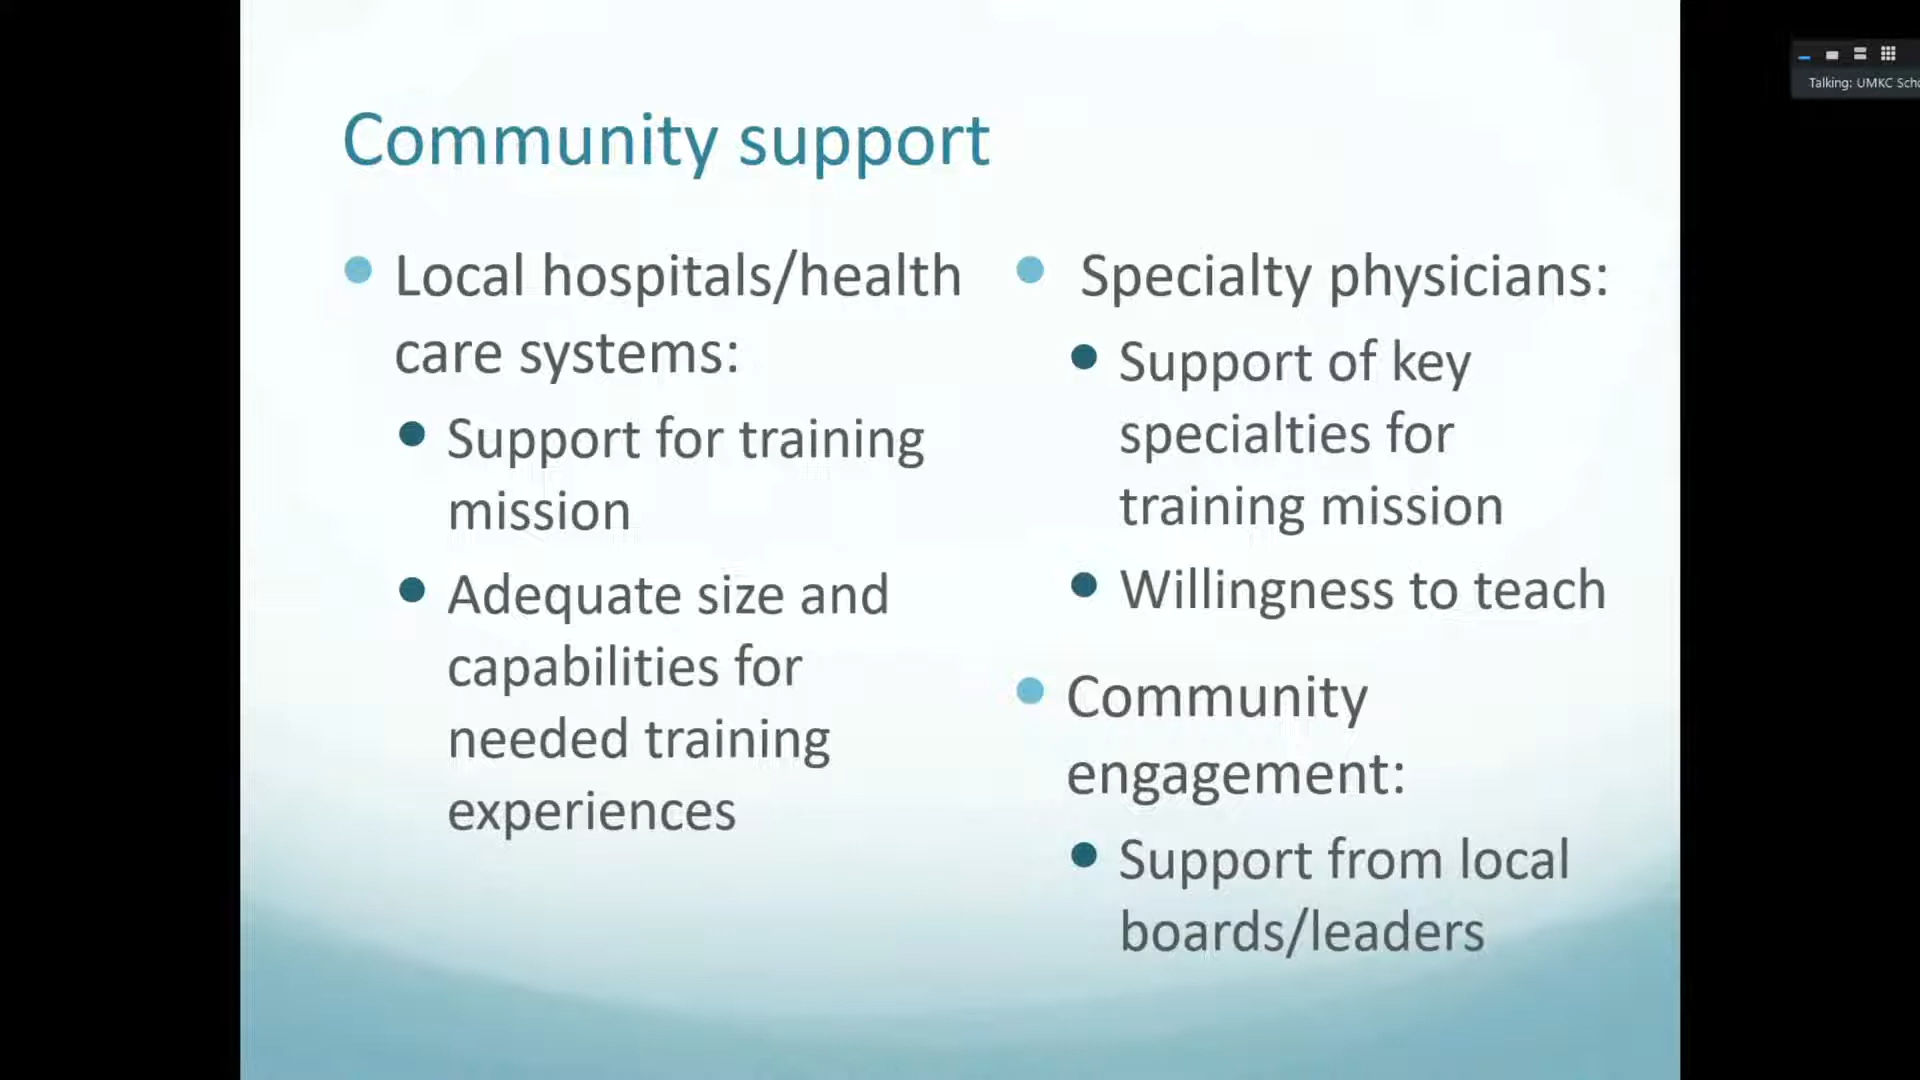 Community support
Local hospitals/health
care systems:
Support for training
mission
Adequate size and
capabilities for
needed training
experiences
Specialty physicians:
Support of key
specialties for
training mission
Willingness to teach
Community
engagement:
Support from local
boards/leaders
Talking: UMKC